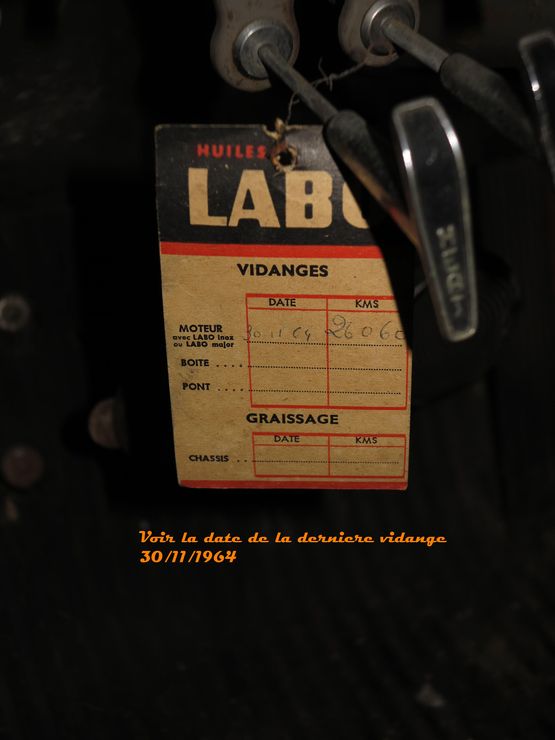 HUILES
LABO
VIDANGES
DATE KMS
MOTEUR 30 11 64 26060
avec LABO inox
ou LABO major
BOITE ....
PONT ....
GRAISSAGE
DATE KMS
CHASSIS ..
Voir la date de la derniere vidange
30/11/1964